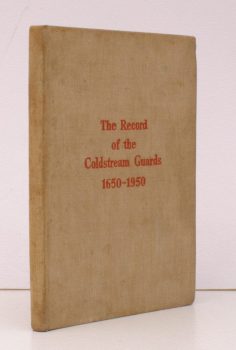 The Record
of the
Coldstream Guards
1650-1950